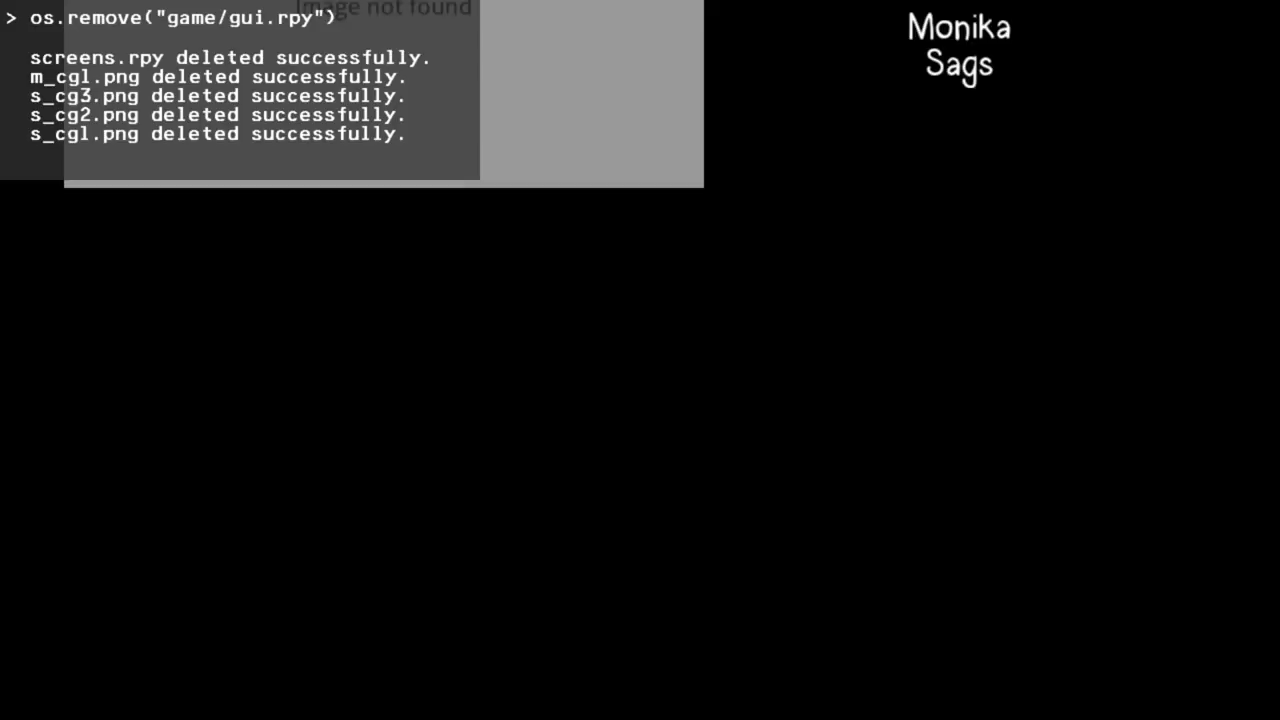 > os.remove("game/gui.rpy")
Image not found
screens.rpy deleted successfully.
m_cg1.png deleted successfully.
s_cg3.png deleted successfully.
s_cg2.png deleted successfully.
s_cg1.png deleted successfully.
Monika
Sags